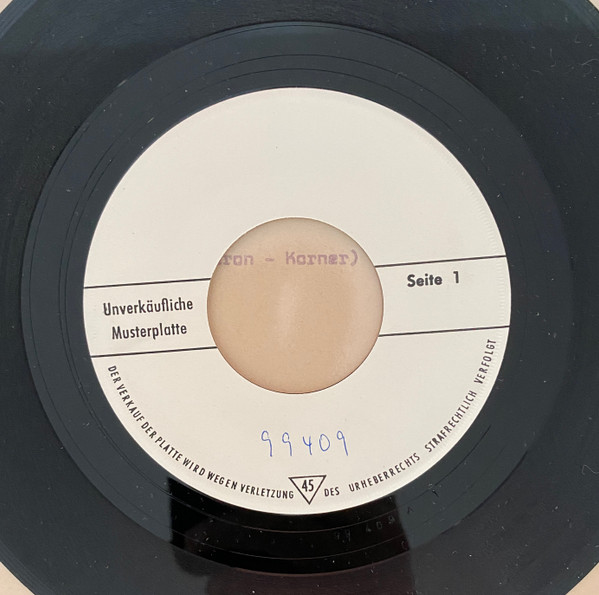 ron - Korner)
Seite 1
Unverkäufliche
Musterplatte
99409
DER VERKAUF DER PLATTE WIRD WEGEN VERLETZUNG 45 DES URHEBERRECHTS STRAFRECHTLICH VERFOLGT